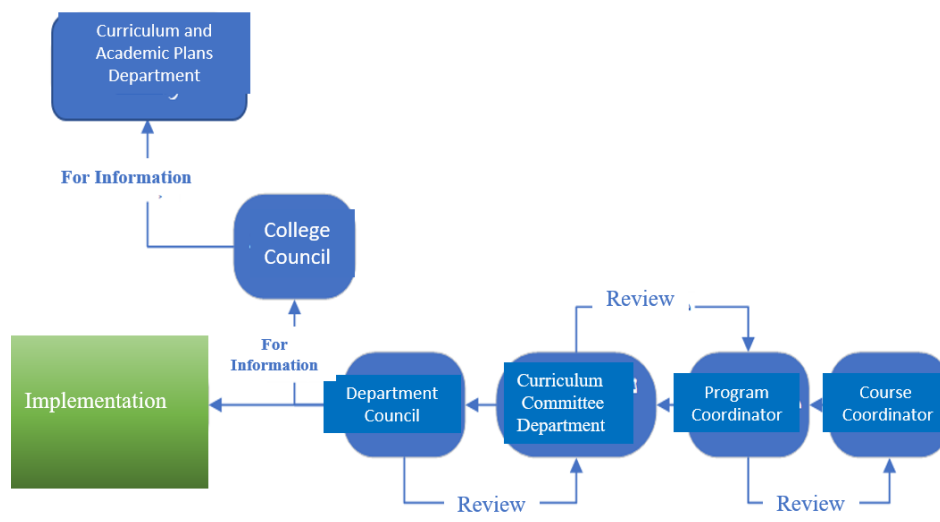 Curriculum and
Academic Plans
Department
For Information
College
Council
Review
For
Information
Implementation
Department
Council
Curriculum
Committee
Department
Program
Coordinator
Course
Coordinator
Review
Review